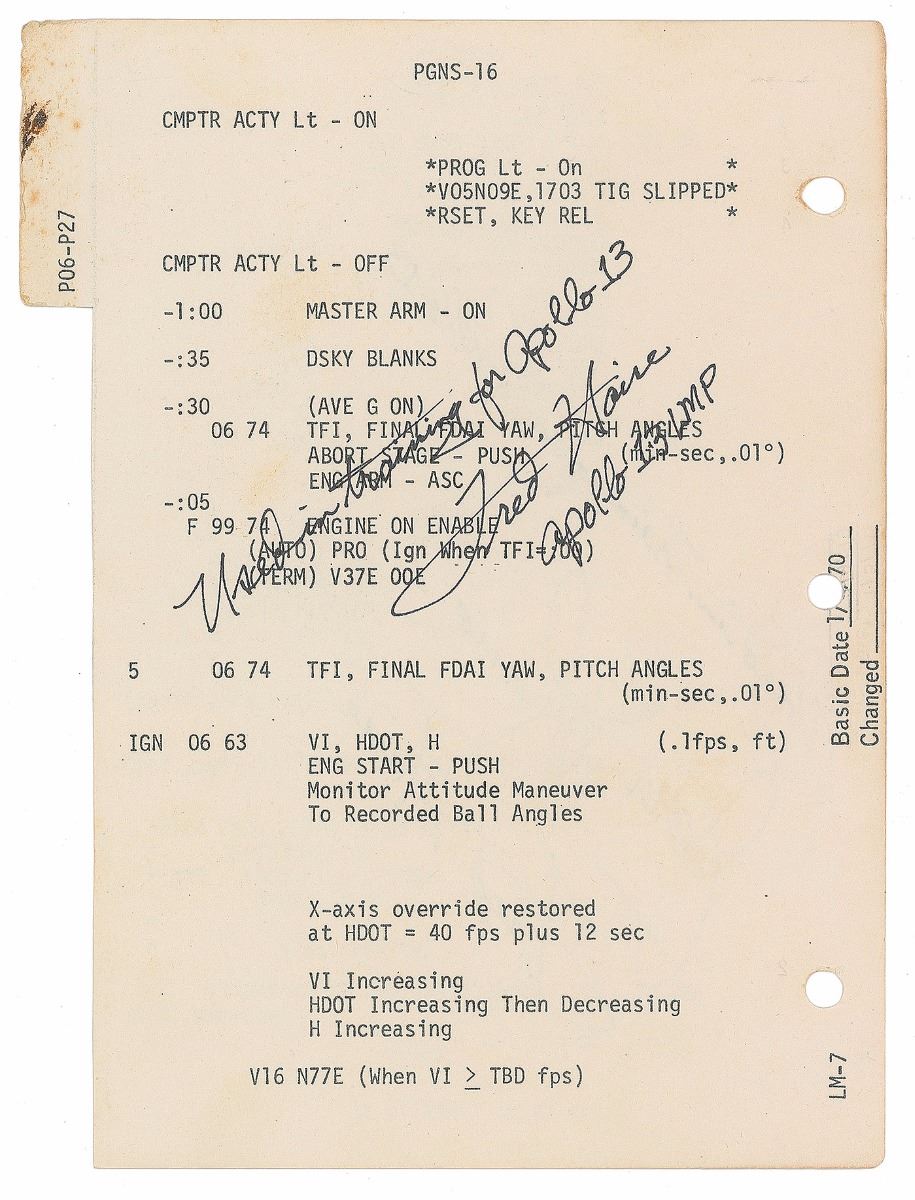 PGNS-16
CMPTR ACTY Lt - ON
*PROG Lt - On *
*V05N09E,1703 TIG SLIPPED*
*RSET, KEY REL *
P06-P27
CMPTR ACTY Lt - OFF
-1:00 MASTER ARM - ON
-:35 DSKY BLANKS
-:30 (AVE G ON)
06 74 TFI, FINAL FDAI YAW, PITCH ANGLES
ABORT STAGE - PUSH (min-sec,.01°)
ENG ARM - ASC
-:05
F 99 74 ENGINE ON ENABLE
(AUTO) PRO (Ign When TFI=:00)
(TERM) V37E 00E
Used in training for Apollo-13
Fred Haise
Apollo-13 LMP
5 06 74 TFI, FINAL FDAI YAW, PITCH ANGLES
(min-sec,.01°)
IGN 06 63 VI, HDOT, H (.1fps, ft)
ENG START - PUSH
Monitor Attitude Maneuver
To Recorded Ball Angles
X-axis override restored
at HDOT = 40 fps plus 12 sec
VI Increasing
HDOT Increasing Then Decreasing
H Increasing
V16 N77E (When VI ≥ TBD fps)
Basic Date
Changed
LM-7